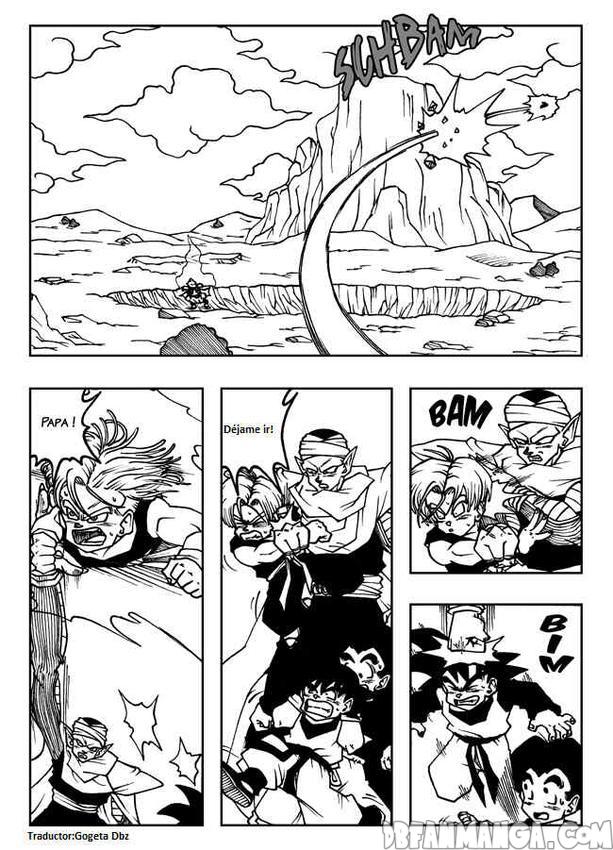 SCHBAM
PAPA !
Déjame ir!
BAM
BIM
Traductor:Gogeta Dbz
DBFANMANGA.COM